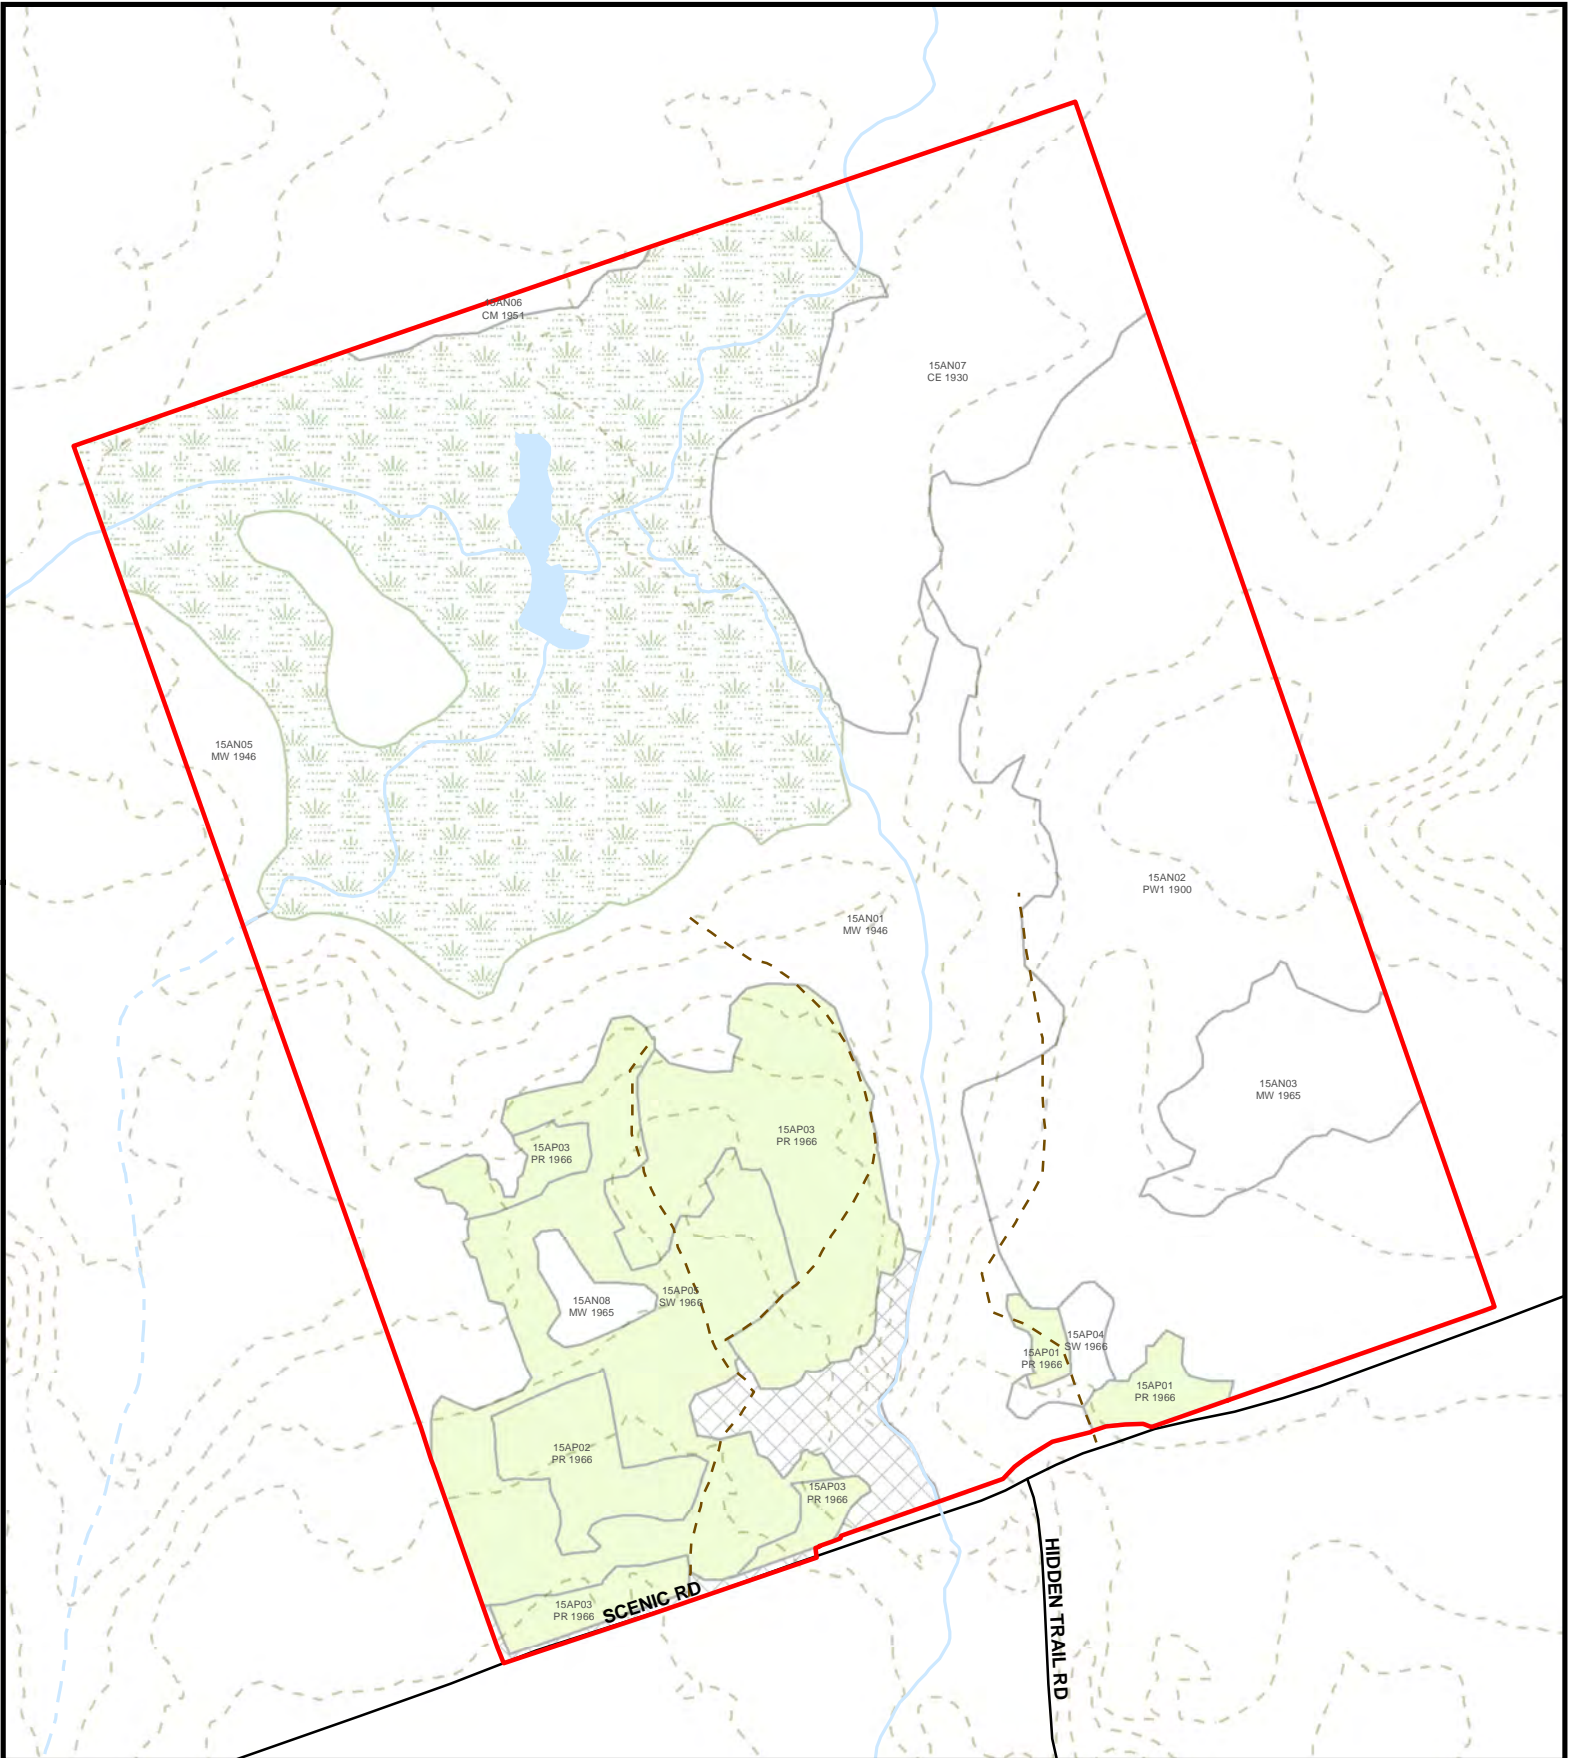 15AN06
CM 1951
15AN07
CE 1930
15AN05
MW 1946
15AN02
PW1 1900
15AN01
MW 1946
15AN03
MW 1965
15AP03
PR 1966
15AP03
PR 1966
15AP05
SW 1966
15AN08
MW 1965
15AP04
SW 1966
15AP01
PR 1966
15AP01
PR 1966
15AP02
PR 1966
15AP03
PR 1966
15AP03
PR 1966
SCENIC RD
HIDDEN TRAIL RD